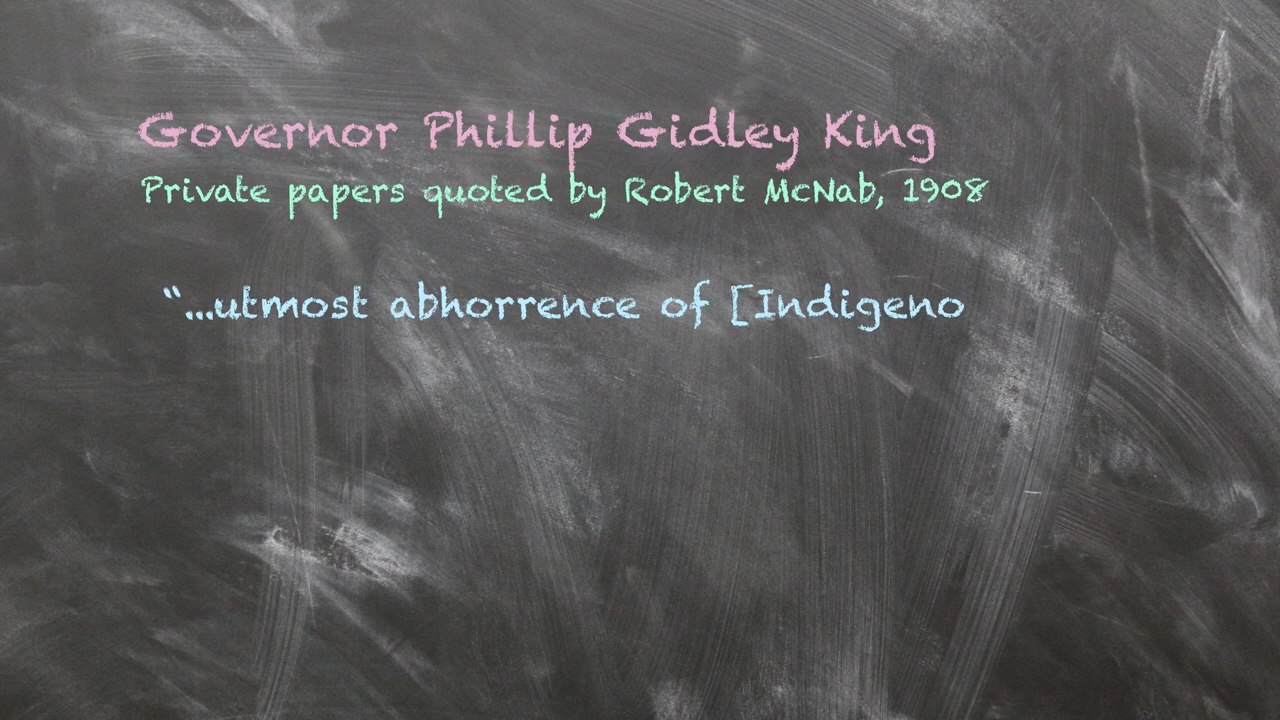 Governor Phillip Gidley King
Private papers quoted by Robert McNab, 1908
“...utmost abhorrence of [Indigeno